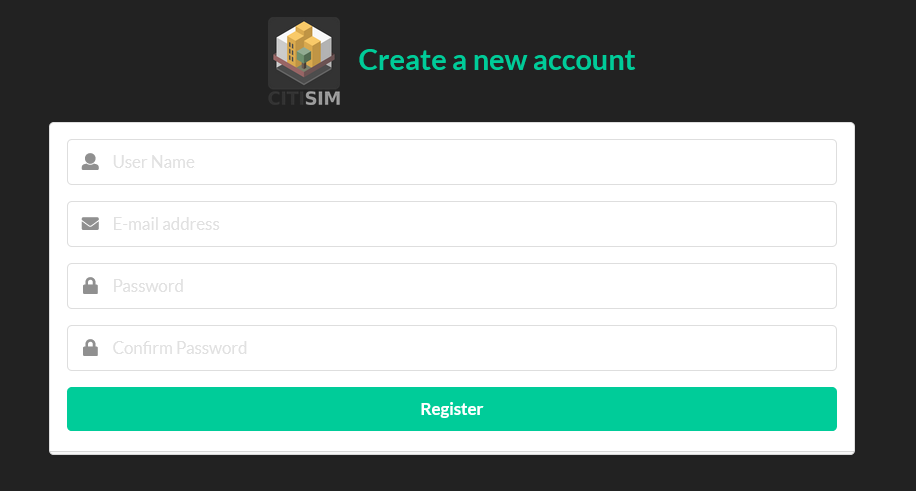 CITISIM
Create a new account
User Name
E-mail address
Password
Confirm Password
Register